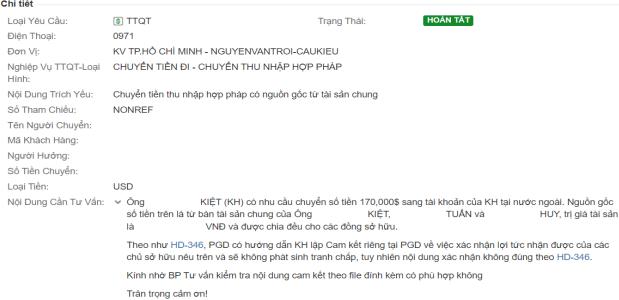 Chi tiết
Loại Yêu Cầu: TTQT Trạng Thái: HOÀN TẤT
Điện Thoại: 0971
Đơn Vị: KV TP.HỒ CHÍ MINH - NGUYENVANTROI-CAUKIEU
Nghiệp Vụ TTQT-Loại CHUYỂN TIỀN ĐI - CHUYỂN THU NHẬP HỢP PHÁP
Hình:
Nội Dung Trích Yếu: Chuyển tiền thu nhập hợp pháp có nguồn gốc từ tài sản chung
Số Tham Chiếu: NONREF
Tên Người Chuyển:
Mã Khách Hàng:
Người Hưởng:
Số Tiền Chuyển:
Loại Tiền: USD
Nội Dung Cần Tư Vấn: Ông KIỆT (KH) có nhu cầu chuyển số tiền 170,000$ sang tài khoản của KH tại nước ngoài. Nguồn gốc
số tiền trên là từ bán tài sản chung của Ông KIỆT, TUẤN và HUY, trị giá tài sản
là VNĐ và được chia đều cho các đồng sở hữu.
Theo như HD-346, PGD có hướng dẫn KH lập Cam kết riêng tại PGD về việc xác nhận lợi tức nhận được của các
chủ sở hữu nêu trên và sẽ không phát sinh tranh chấp, tuy nhiên nội dung xác nhận không đúng theo HD-346.
Kính nhờ BP Tư vấn kiểm tra nội dung cam kết theo file đính kèm có phù hợp không
Trân trọng cảm ơn!